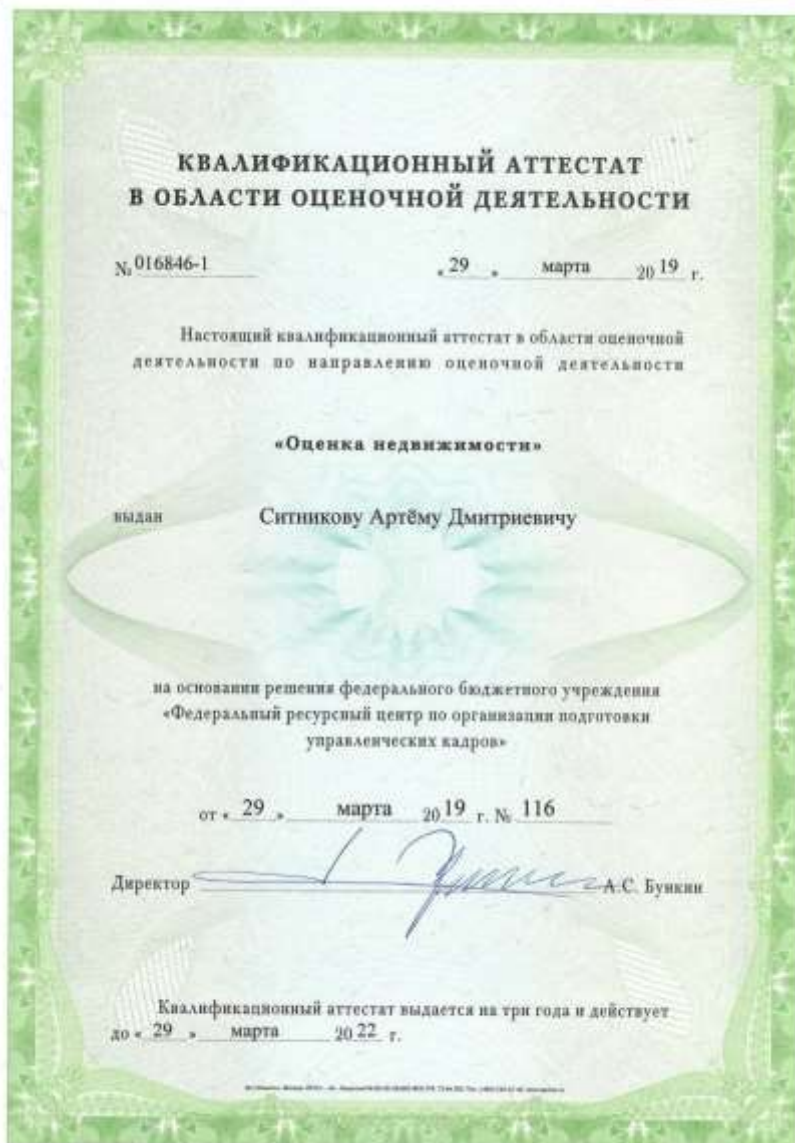 КВАЛИФИКАЦИОННЫЙ АТТЕСТАТ
В ОБЛАСТИ ОЦЕНОЧНОЙ ДЕЯТЕЛЬНОСТИ
№ 016846-1 « 29 » марта 20 19 г.
Настоящий квалификационный аттестат в области оценочной
деятельности по направлению оценочной деятельности
«Оценка недвижимости»
выдан Ситникову Артёму Дмитриевичу
на основании решения федерального бюджетного учреждения
«Федеральный ресурсный центр по организации подготовки
управленческих кадров»
от « 29 » марта 20 19 г. № 116
Директор А.С. Бункин
Квалификационный аттестат выдается на три года и действует
до « 29 » марта 20 22 г.